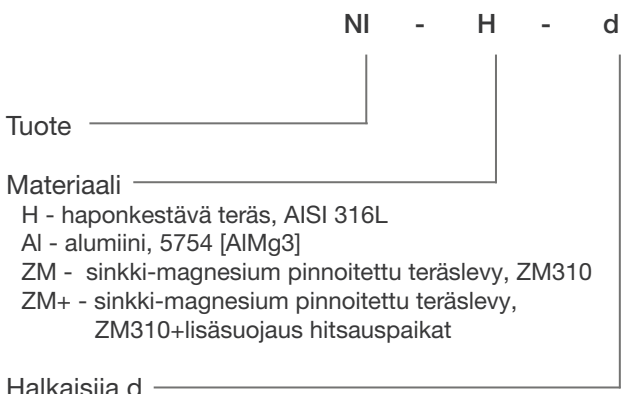 NI - H - d
Tuote
Materiaali
H - haponkestävä teräs, AISI 316L
Al - alumiini, 5754 [AlMg3]
ZM - sinkki-magnesium pinnoitettu teräslevy, ZM310
ZM+ - sinkki-magnesium pinnoitettu teräslevy,
ZM310+lisäsuojaus hitsauspaikat
Halkaisija d